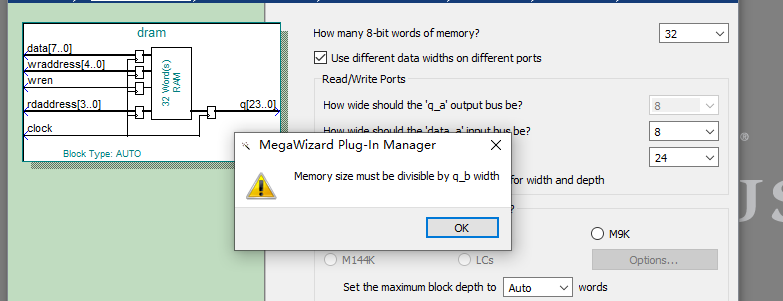 dram
data[7..0]
wraddress[4..0]
wren
rdaddress[3..0]
clock
32 Word(s)
RAM
q[23..0]
Block Type: AUTO
How many 8-bit words of memory?
32
Use different data widths on different ports
Read/Write Ports
How wide should the 'q_a' output bus be?
8
How wide should the 'data_a' input bus be?
8
24
for width and depth
?
MegaWizard Plug-In Manager
Memory size must be divisible by q_b width
OK
M9K
M144K
LCs
Options...
Set the maximum block depth to
Auto
words
®
US